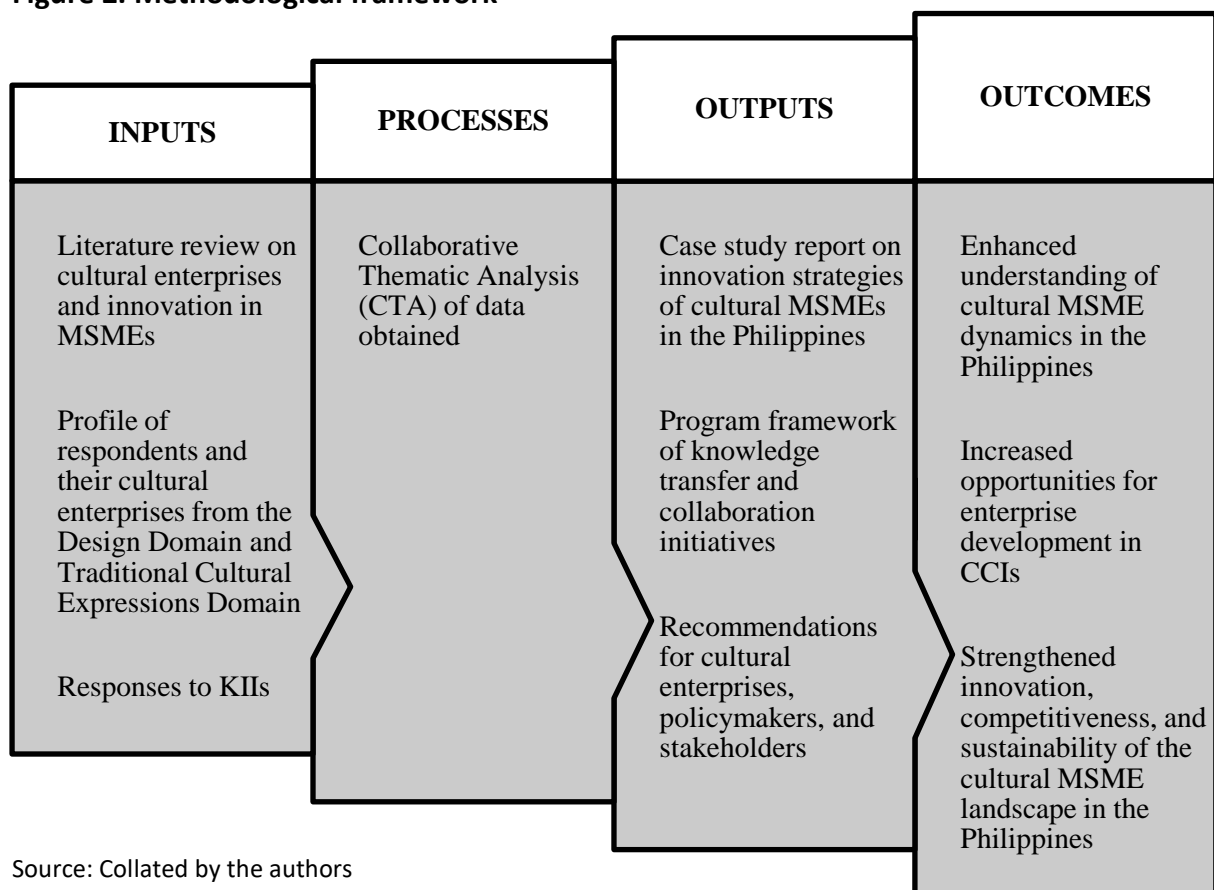 Figure 2. Methodological framework
INPUTS
Literature review on
cultural enterprises
and innovation in
MSMEs
Profile of
respondents and
their cultural
enterprises from the
Design Domain and
Traditional Cultural
Expressions Domain
Responses to KIIs
PROCESSES
Collaborative
Thematic Analysis
(CTA) of data
obtained
OUTPUTS
Case study report on
innovation strategies
of cultural MSMEs
in the Philippines
Program framework
of knowledge
transfer and
collaboration
initiatives
Recommendations
for cultural
enterprises,
policymakers, and
stakeholders
OUTCOMES
Enhanced
understanding of
cultural MSME
dynamics in the
Philippines
Increased
opportunities for
enterprise
development in
CCIs
Strengthened
innovation,
competitiveness, and
sustainability of the
cultural MSME
landscape in the
Philippines
Source: Collated by the authors